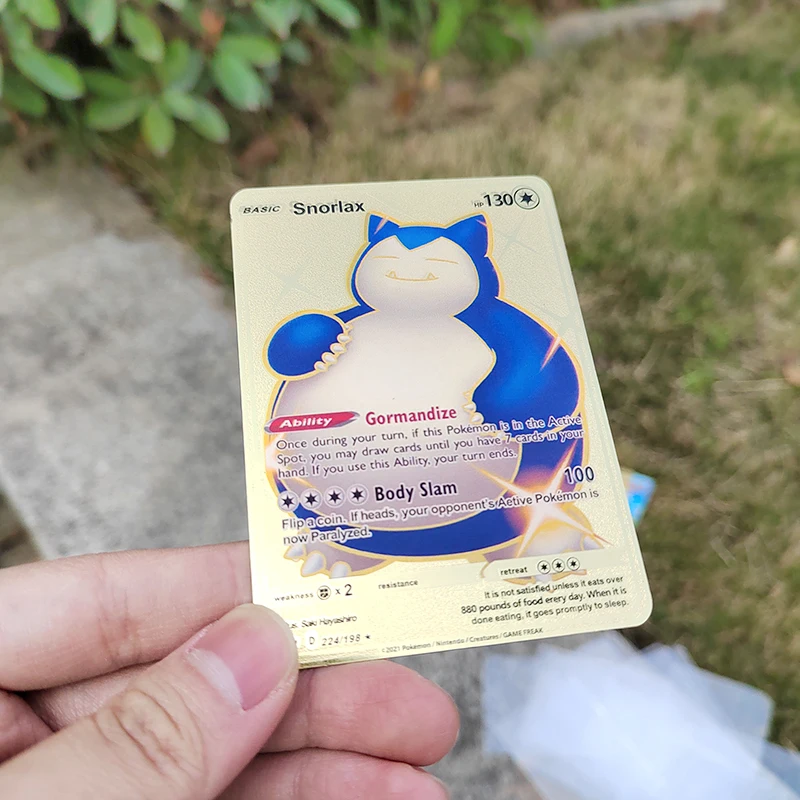 BASIC Snorlax HP 130
Ability Gormandize
Once during your turn, if this Pokémon is in the Active
Spot, you may draw cards until you have 7 cards in your
hand. If you use this Ability, your turn ends.
Body Slam 100
Flip a coin. If heads, your opponent's Active Pokémon is
now Paralyzed.
weakness x2 resistance retreat
It is not satisfied unless it eats over
880 pounds of food every day. When it is
done eating, it goes promptly to sleep.
us. Saki Hayashiro
D 224/198 ★
©2021 Pokémon / Nintendo / Creatures / GAME FREAK